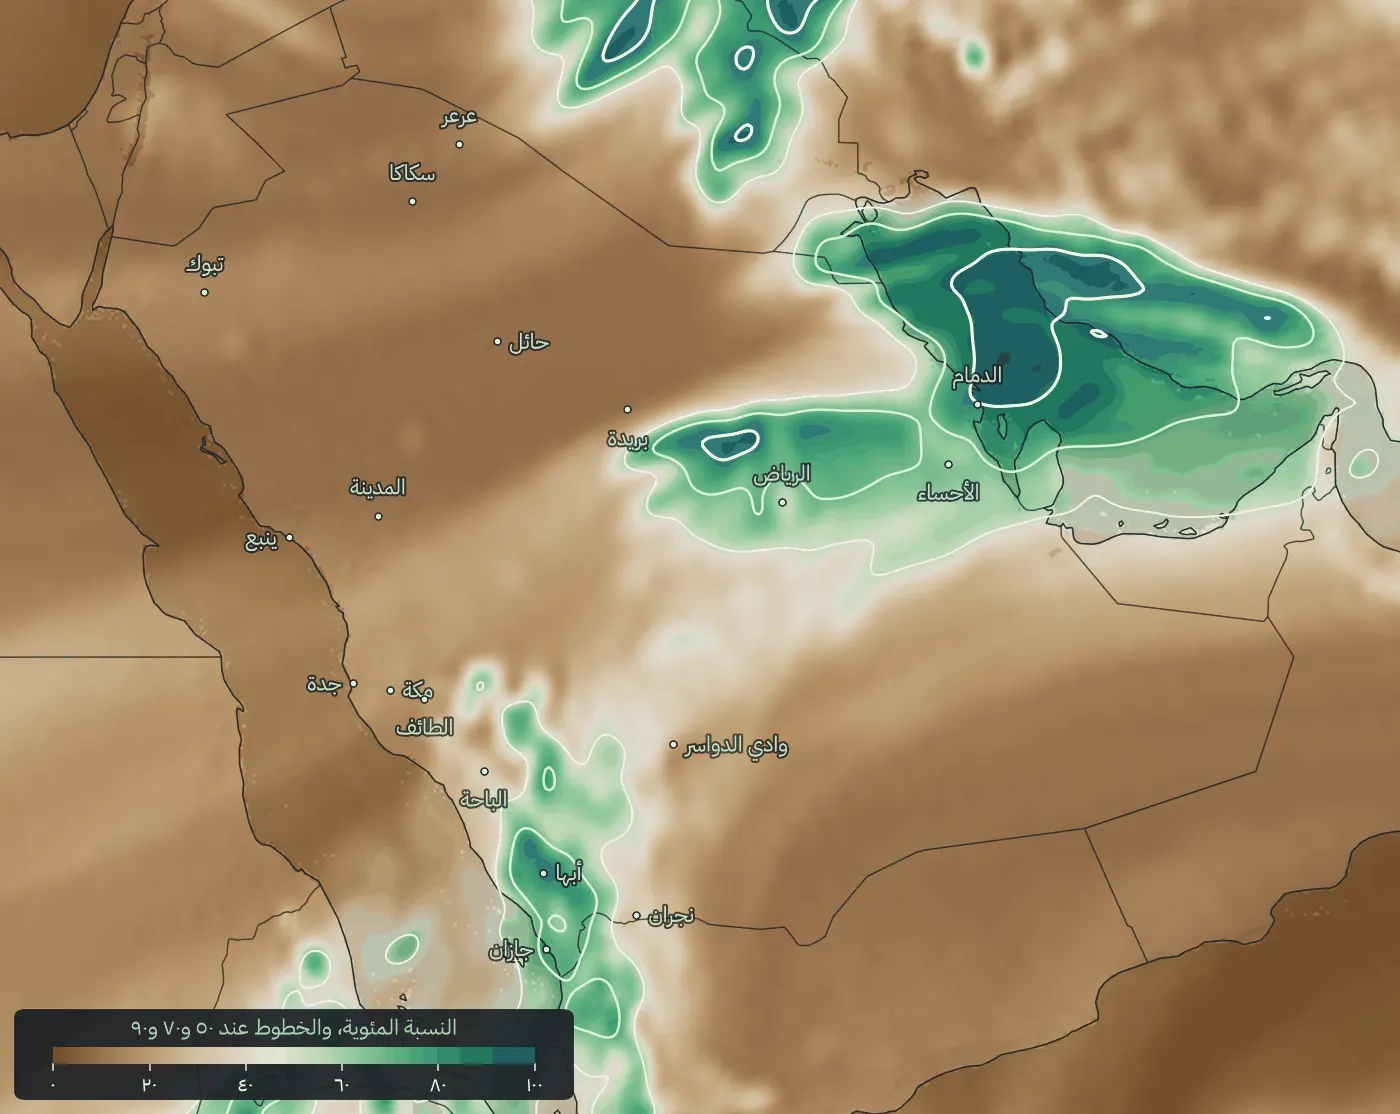 عرعر
سكاكا
تبوك
حائل
الدمام
بريدة
الرياض
الأحساء
المدينة
ينبع
جدة
مكة
الطائف
وادي الدواسر
الباحة
أبها
نجران
جازان
النسبة المئوية، والخطوط عند ٥٠ و٧٠ و٩٠
٠ ٢٠ ٤٠ ٦٠ ٨٠ ١٠٠